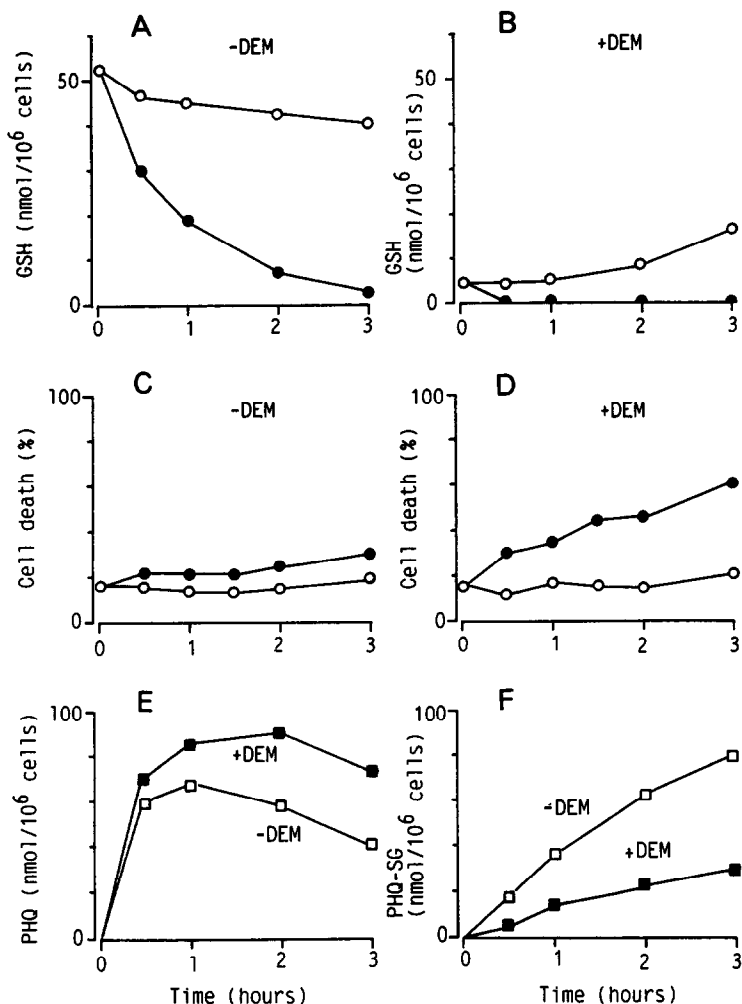 A
-DEM
GSH (nmol/10⁶ cells)
50
0
0 1 2 3
B
+DEM
GSH
(nmol/10⁶ cells)
50
0
0 1 2 3
C
-DEM
Cell death (%)
100
0
0 1 2 3
D
+DEM
Cell death (%)
100
0
0 1 2 3
E
PHQ (nmol/10⁶ cells)
100
0
+DEM
-DEM
0 1 2 3
Time (hours)
F
PHQ-SG
(nmol/10⁶ cells)
100
0
-DEM
+DEM
0 1 2 3
Time (hours)